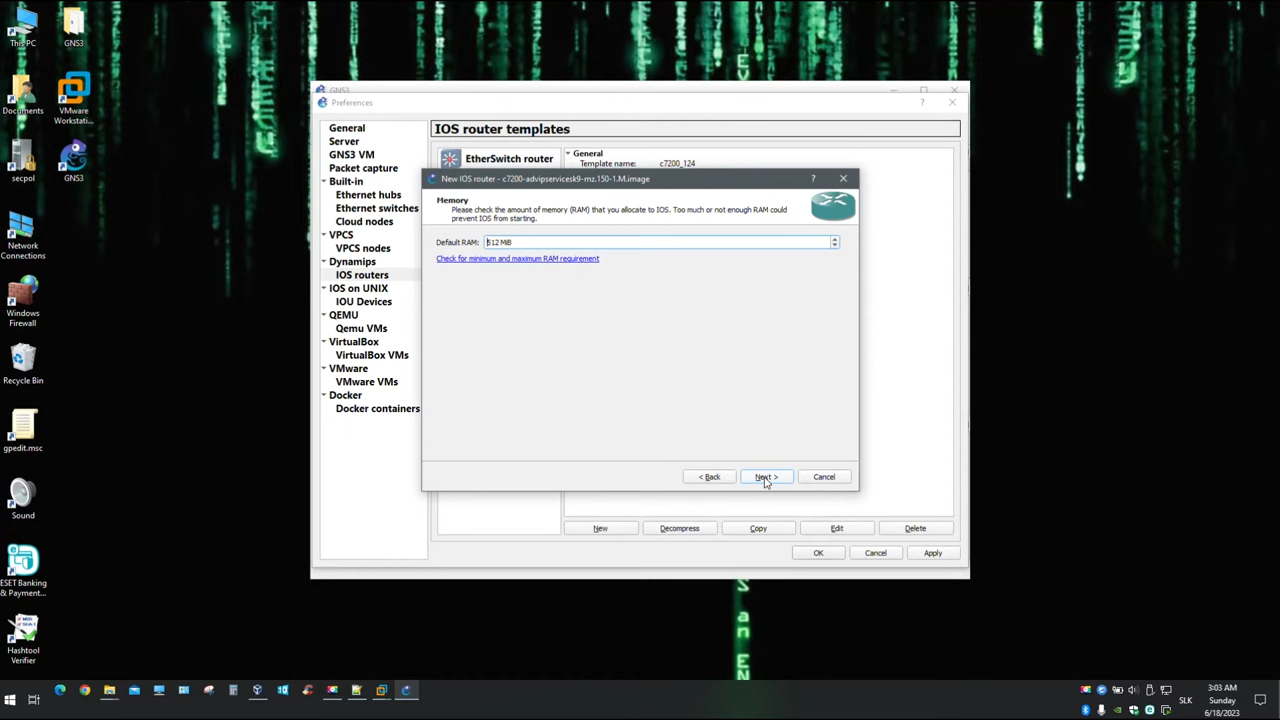 This PC
GNS3
Documents
VMware
Workstati...
secpol
GNS3
Network
Connections
Windows
Firewall
Recycle Bin
gpedit.msc
Sound
ESET Banking
& Payment...
Hashtool
Verifier
GNS3
Preferences
General
Server
GNS3 VM
Packet capture
Built-in
Ethernet hubs
Ethernet switches
Cloud nodes
VPCS
VPCS nodes
Dynamips
IOS routers
IOS on UNIX
IOU Devices
QEMU
Qemu VMs
VirtualBox
VirtualBox VMs
VMware
VMware VMs
Docker
Docker containers
IOS router templates
EtherSwitch router
General
Template name: c7200_124
New IOS router - c7200-advipservicesk9-mz.150-1.M.image
Memory
Please check the amount of memory (RAM) that you allocate to IOS. Too much or not enough RAM could
prevent IOS from starting.
Default RAM: 512 MiB
Check for minimum and maximum RAM requirement
< Back
Next >
Cancel
New
Decompress
Copy
Edit
Delete
OK
Cancel
Apply
S an EN
SLK
3:03 AM
Sunday
6/18/2023